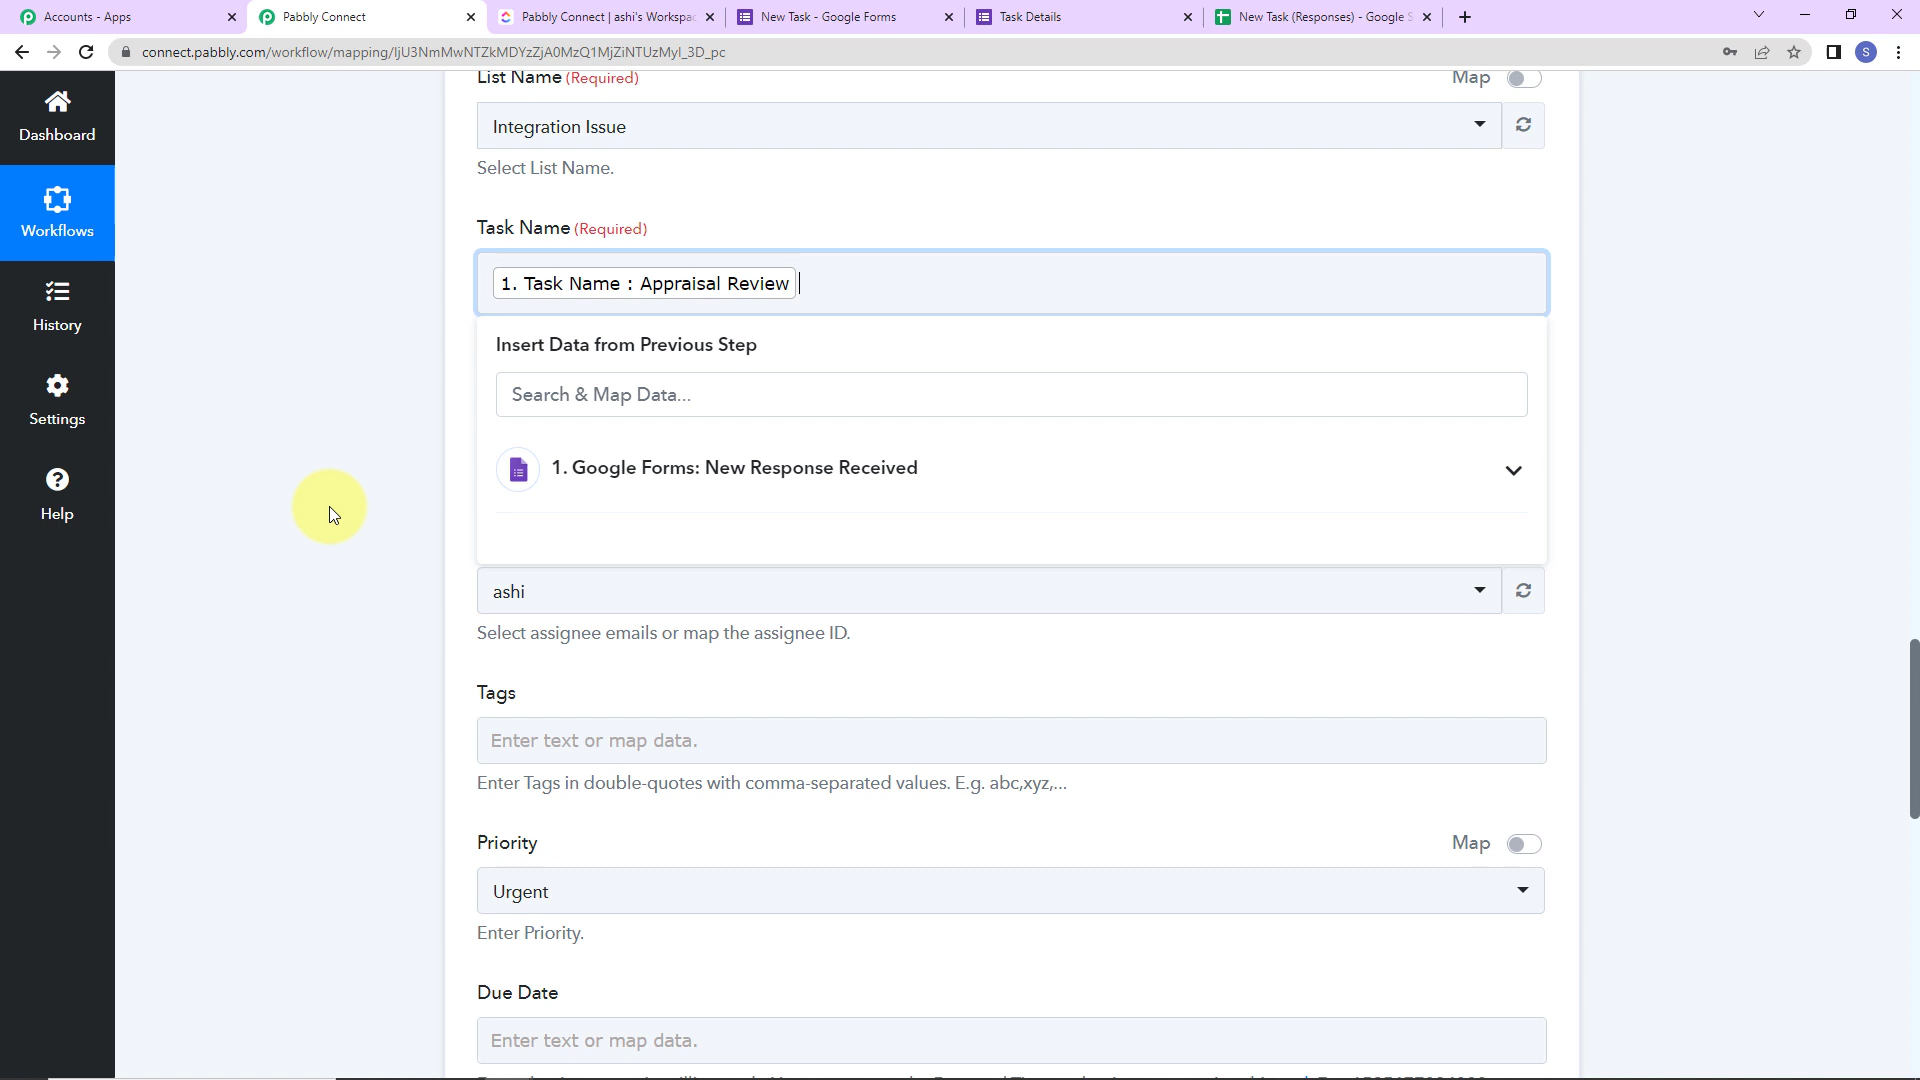 Accounts - Apps
Pabbly Connect
Pabbly Connect | ashi's Workspac
New Task - Google Forms
Task Details
New Task (Responses) - Google S
connect.pabbly.com/workflow/mapping/IjU3NmMwNTZkMDYzZjA0MzQ1MjZiNTUzMyI_3D_pc
S
Dashboard
Workflows
History
Settings
Help
List Name (Required)
Map
Integration Issue
Select List Name.
Task Name (Required)
1. Task Name : Appraisal Review
Insert Data from Previous Step
Search & Map Data...
1. Google Forms: New Response Received
ashi
Select assignee emails or map the assignee ID.
Tags
Enter text or map data.
Enter Tags in double-quotes with comma-separated values. E.g. abc,xyz,...
Priority
Map
Urgent
Enter Priority.
Due Date
Enter text or map data.